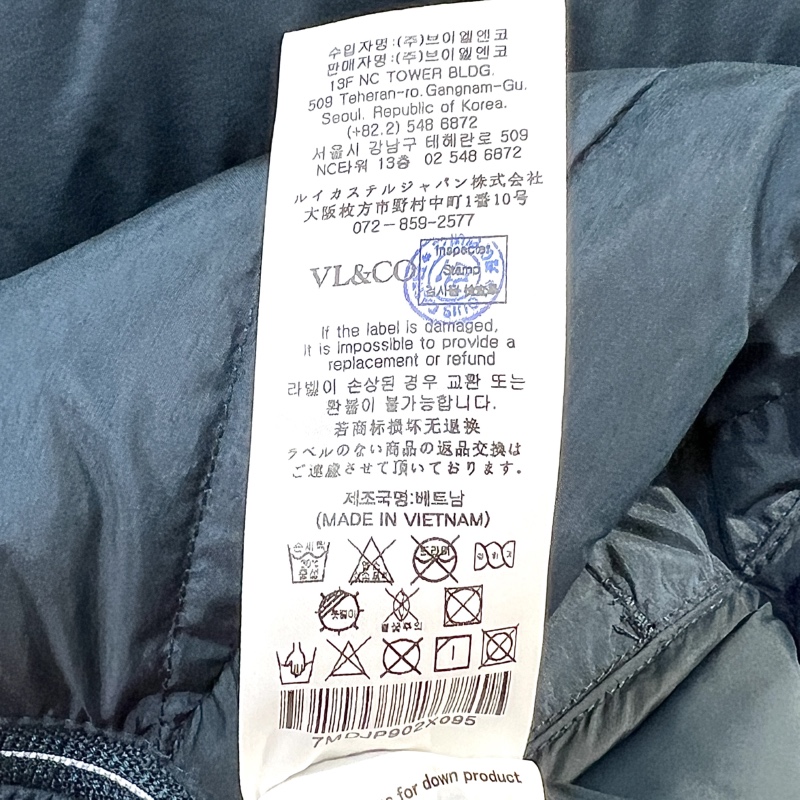 수입자명:(주)브이엘엔코
판매자명:(주)브이엘엔코
13F NC TOWER BLDG.
509 Teheran-ro. Gangnam-Gu.
Seoul. Republic of Korea.
(+82.2) 548 6872
서울시 강남구 테헤란로 509
NC타워 13층 02 548 6872
ルイカステルジャパン株式会社
大阪枚方市野村中町1番10号
072-859-2577
VL&CO
Inspecter
Stamp
If the label is damaged,
it is impossible to provide a
replacement or refund
라벨이 손상된 경우 교환 또는
환불이 불가능합니다.
若商标损坏无退换
ラベルのない商品の返品交換は
ご遠慮させて頂いております。
제조국명:베트남
(MADE IN VIETNAM)
드라이
옷걸이
7MDJP902X095
for down product